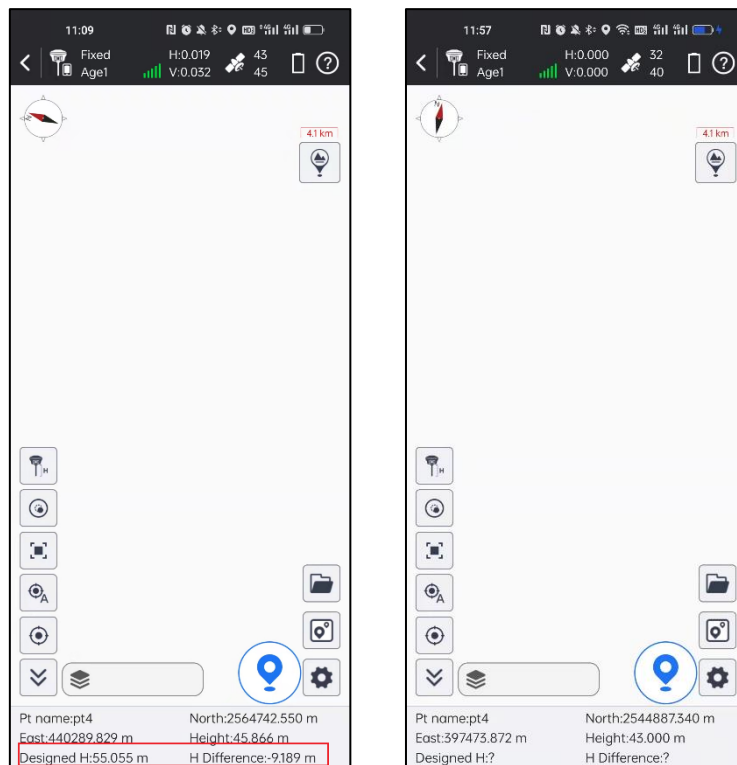 11:09
Fixed H:0.019 43
Age1 V:0.032 45
4.1 km
H
A
Pt name:pt4 North:2564742.550 m
East:440289.829 m Height:45.866 m
Designed H:55.055 m H Difference:-9.189 m
11:57
Fixed H:0.000 32
Age1 V:0.000 40
4.1 km
H
A
Pt name:pt4 North:2544887.340 m
East:397473.872 m Height:43.000 m
Designed H:? H Difference:?